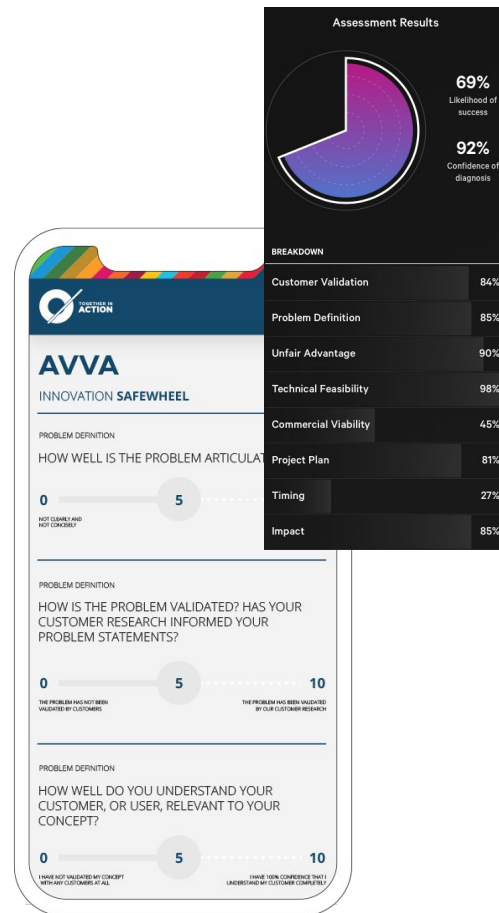 Assessment Results
69%
Likelihood of
success
92%
Confidence of
diagnosis
BREAKDOWN
Customer Validation 84%
Problem Definition 85%
Unfair Advantage 90%
Technical Feasibility 98%
Commercial Viability 45%
Project Plan 81%
Timing 27%
Impact 85%
TOGETHER IN
ACTION
AVVA
INNOVATION SAFEWHEEL
PROBLEM DEFINITION
HOW WELL IS THE PROBLEM
0 5
NOT CLEARLY AND
NOT CONCISELY
PROBLEM DEFINITION
HOW IS THE PROBLEM VALIDATED? HAS YOUR
CUSTOMER RESEARCH INFORMED YOUR
PROBLEM STATEMENTS?
0 5 10
THE PROBLEM HAS NOT BEEN
VALIDATED BY CUSTOMERS
THE PROBLEM HAS BEEN VALIDATED
BY OUR CUSTOMER RESEARCH
PROBLEM DEFINITION
HOW WELL DO YOU UNDERSTAND YOUR
CUSTOMER, OR USER, RELEVANT TO YOUR
CONCEPT?
0 5 10
I HAVE NOT VALIDATED MY CONCEPT
WITH ANY CUSTOMERS AT ALL
I HAVE 100% CONFIDENCE THAT I
UNDERSTAND MY CUSTOMER COMPLETELY